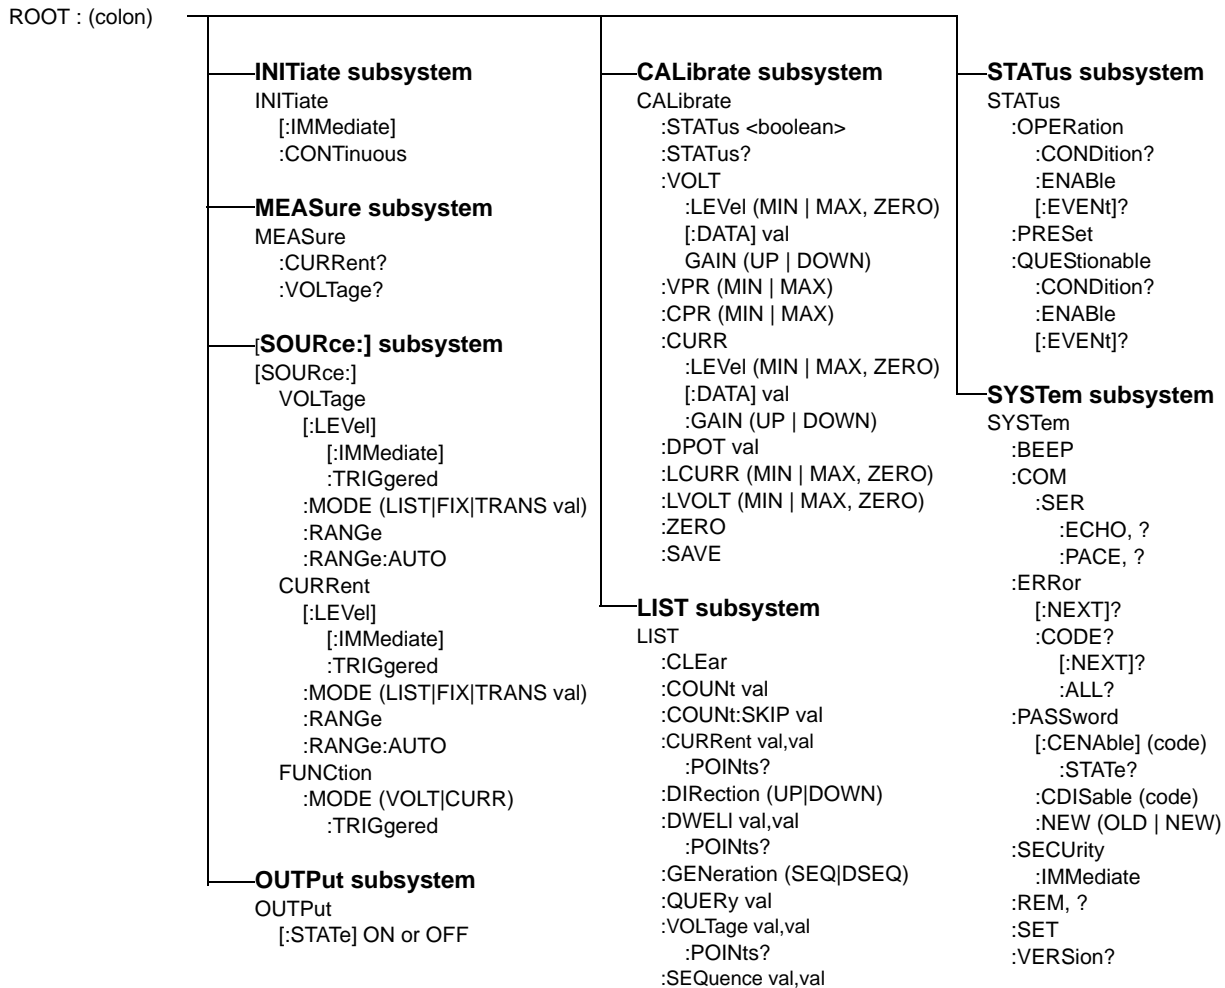 ROOT : (colon)
INITiate subsystem
INITiate
[:IMMediate]
:CONTinuous
MEASure subsystem
MEASure
:CURRent?
:VOLTage?
[SOURce:] subsystem
[SOURce:]
VOLTage
[:LEVel]
[:IMMediate]
:TRIGgered
:MODE (LIST|FIX|TRANS val)
:RANGe
:RANGe:AUTO
CURRent
[:LEVel]
[:IMMediate]
:TRIGgered
:MODE (LIST|FIX|TRANS val)
:RANGe
:RANGe:AUTO
FUNCtion
:MODE (VOLT|CURR)
:TRIGgered
OUTPut subsystem
OUTPut
[:STATe] ON or OFF
CALibrate subsystem
CALibrate
:STATus <boolean>
:STATus?
:VOLT
:LEVel (MIN | MAX, ZERO)
[:DATA] val
GAIN (UP | DOWN)
:VPR (MIN | MAX)
:CPR (MIN | MAX)
:CURR
:LEVel (MIN | MAX, ZERO)
[:DATA] val
:GAIN (UP | DOWN)
:DPOT val
:LCURR (MIN | MAX, ZERO)
:LVOLT (MIN | MAX, ZERO)
:ZERO
:SAVE
LIST subsystem
LIST
:CLEar
:COUNt val
:COUNt:SKIP val
:CURRent val,val
:POINts?
:DIRection (UP|DOWN)
:DWELl val,val
:POINts?
:GENeration (SEQ|DSEQ)
:QUERy val
:VOLTage val,val
:POINts?
:SEQuence val,val
STATus subsystem
STATus
:OPERation
:CONDition?
:ENABle
[:EVENt]?
:PRESet
:QUEStionable
:CONDition?
:ENABle
[:EVENt]?
SYSTem subsystem
SYSTem
:BEEP
:COM
:SER
:ECHO, ?
:PACE, ?
:ERRor
[:NEXT]?
:CODE?
[:NEXT]?
:ALL?
:PASSword
[:CENAble] (code)
:STATe?
:CDISable (code)
:NEW (OLD | NEW)
:SECUrity
:IMMediate
:REM, ?
:SET
:VERSion?